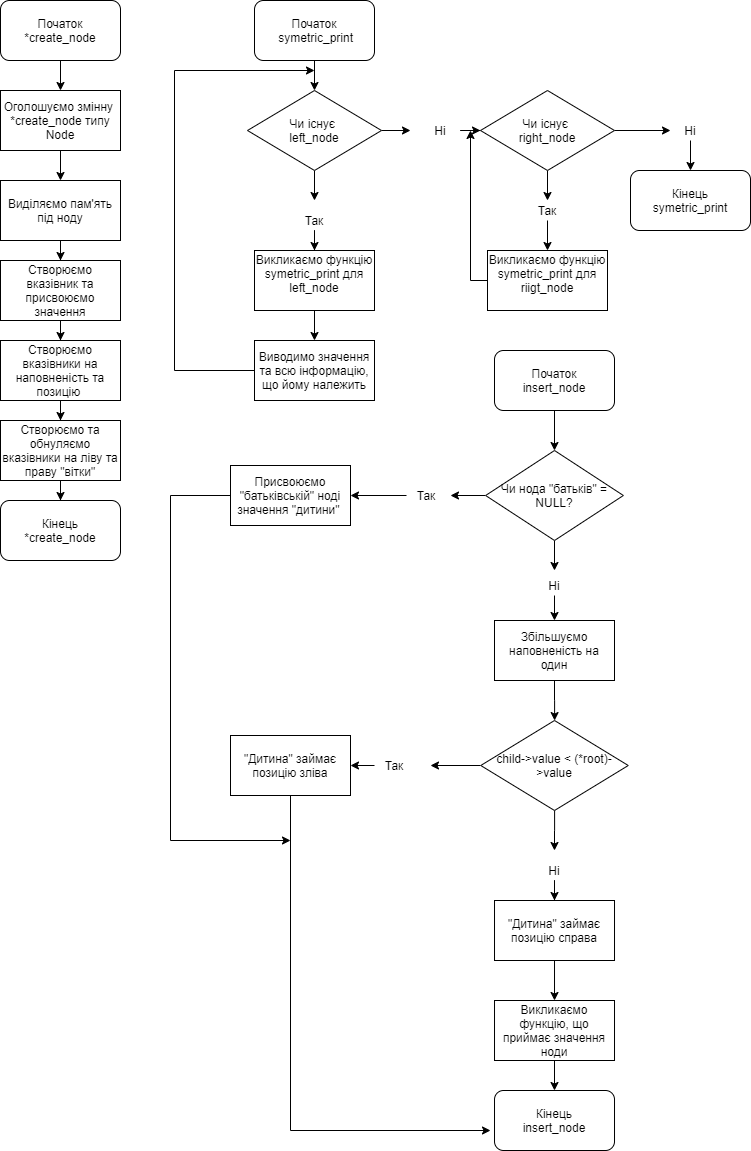 Початок
*create_node
Оголошуємо змінну
*create_node типу
Node
Виділяємо пам'ять
під ноду
Створюємо
вказівник та
присвоюємо
значення
Створюємо
вказівники на
наповненість та
позицію
Створюємо та
обнуляємо
вказівники на ліву та
праву "вітки"
Кінець
*create_node
Початок
symetric_print
Чи існує
left_node
Ні
Так
Викликаємо функцію
symetric_print для
left_node
Виводимо значення
та всю інформацію,
що йому належить
Чи існує
right_node
Ні
Так
Викликаємо функцію
symetric_print для
riigt_node
Кінець
symetric_print
Початок
insert_node
Чи нода "батьків" =
NULL?
Так
Присвоюємо
"батьківській" ноді
значення "дитини"
Ні
Збільшуємо
наповненість на
один
child->value < (*root)-
>value
Так
"Дитина" займає
позицію зліва
Ні
"Дитина" займає
позицію справа
Викликаємо
функцію, що
приймає значення
ноди
Кінець
insert_node